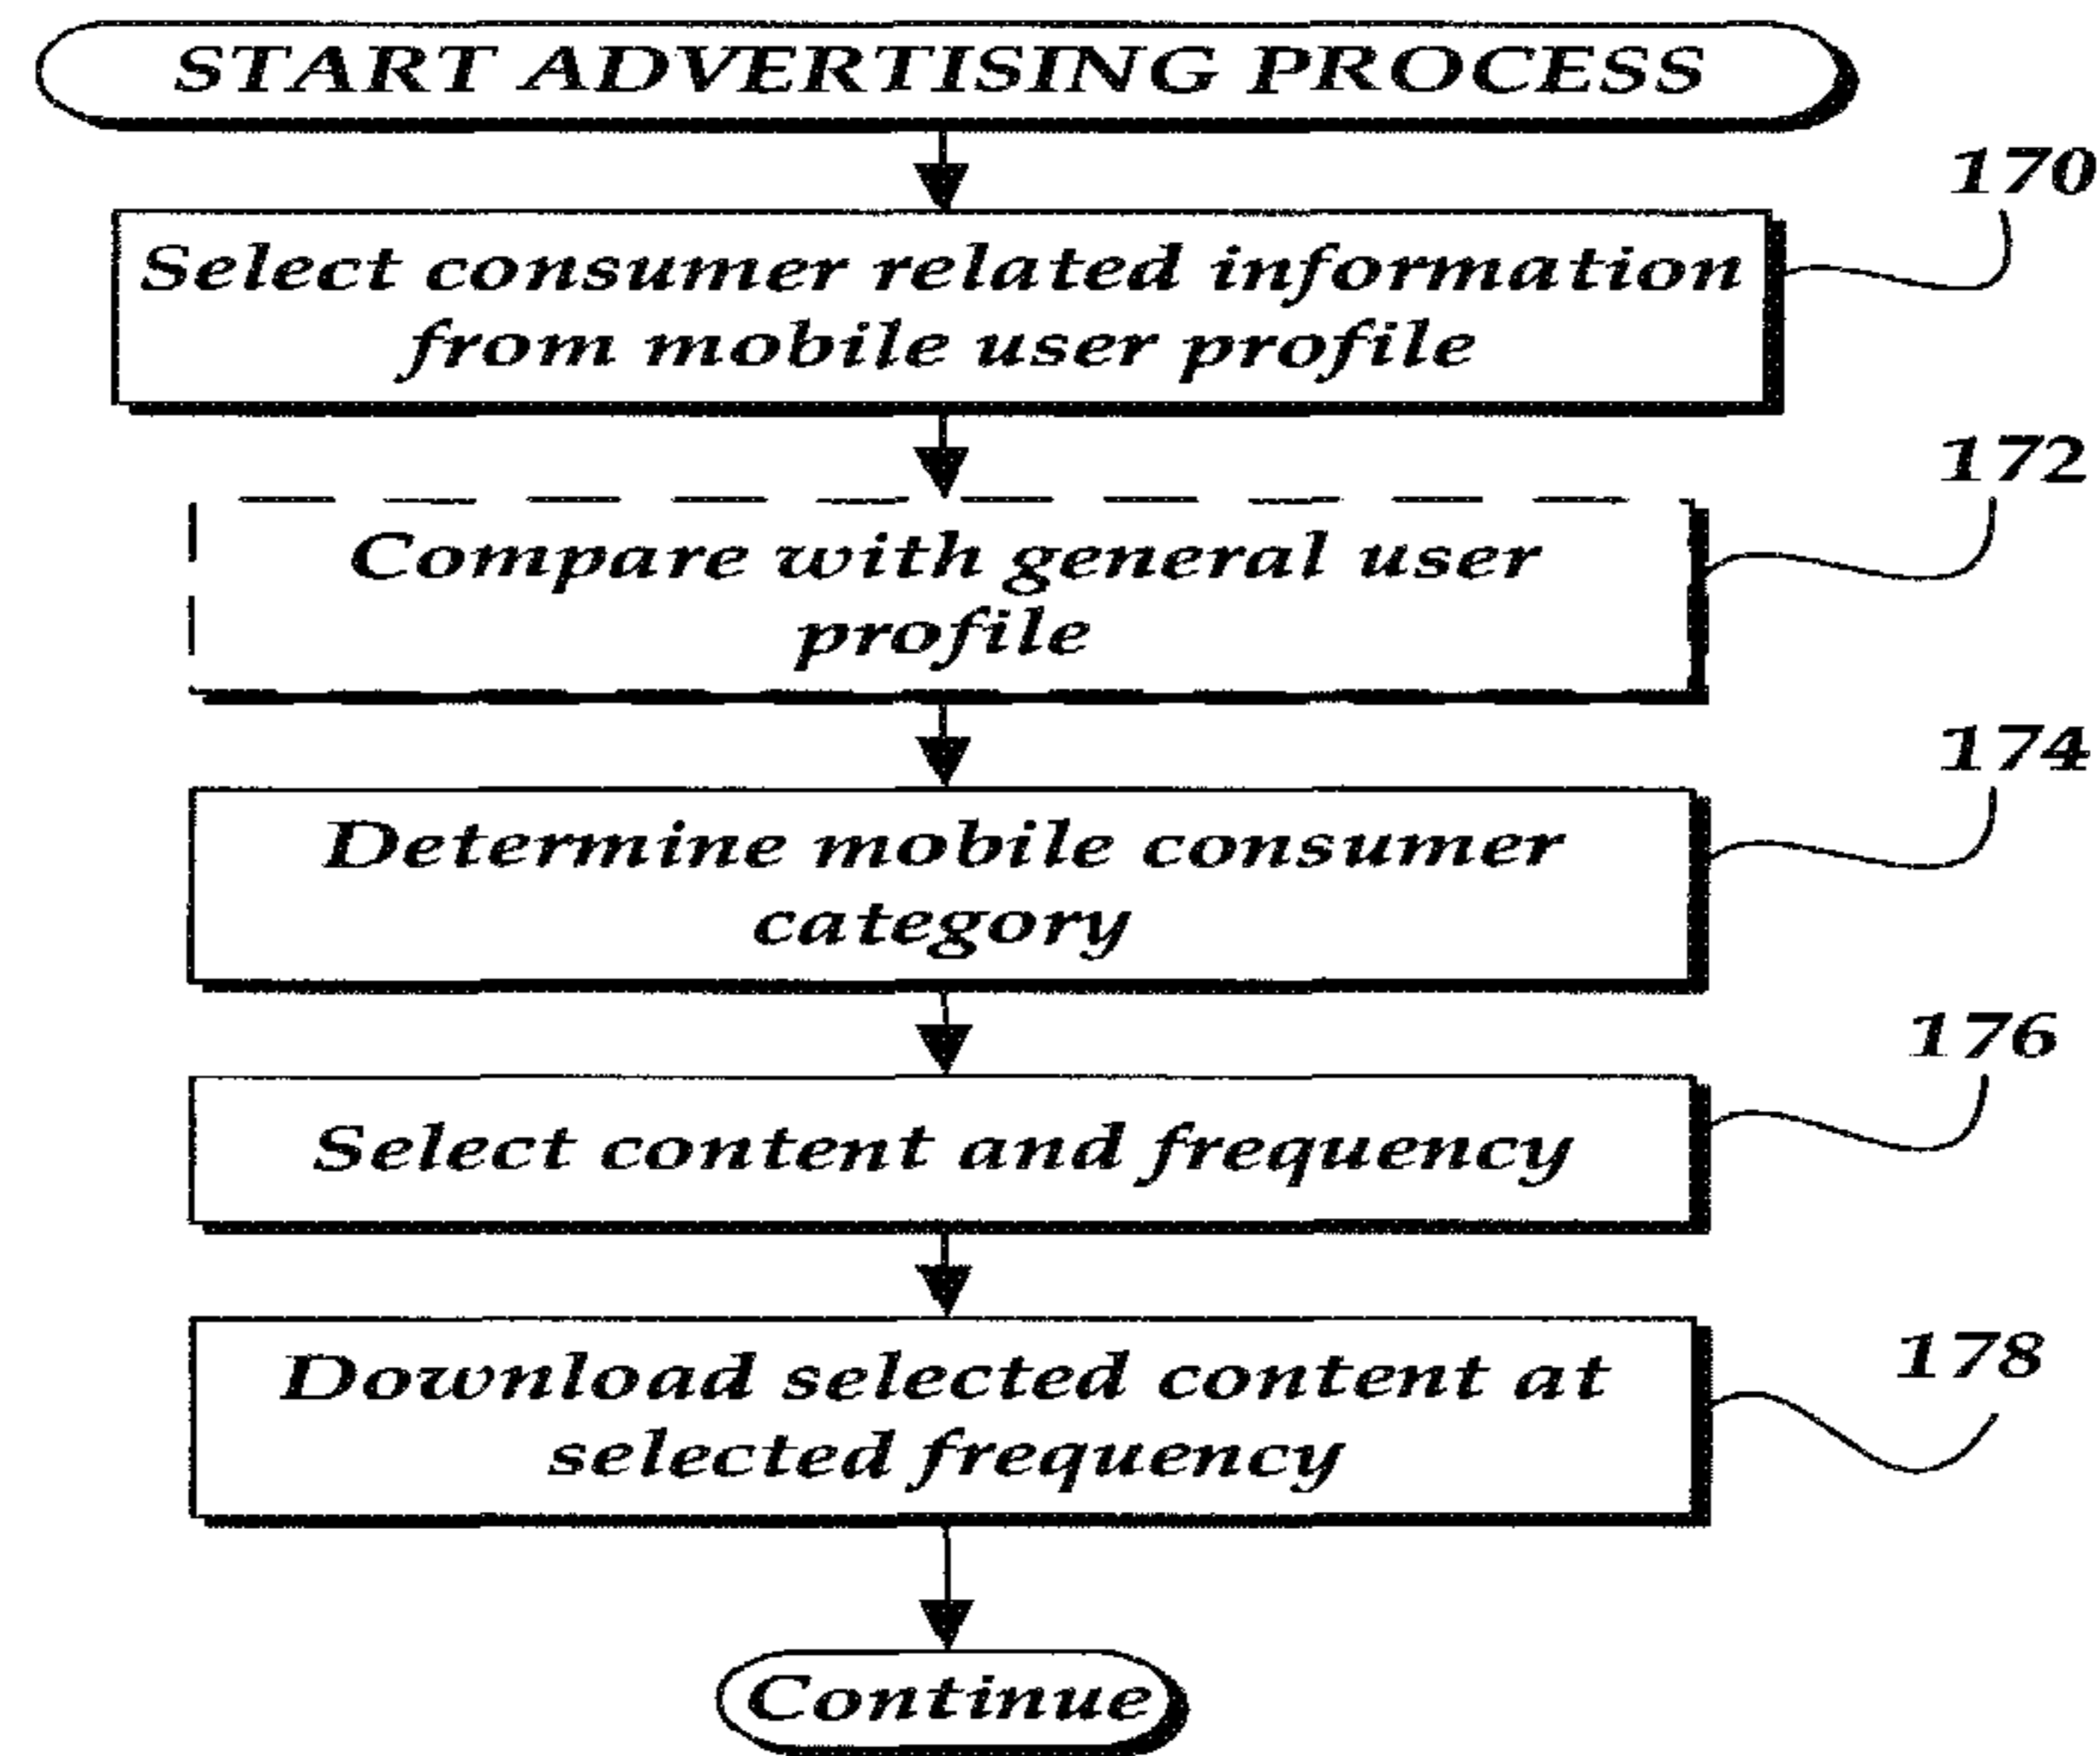 START ADVERTISING PROCESS
170
Select consumer related information
from mobile user profile
172
Compare with general user
profile
174
Determine mobile consumer
category
176
Select content and frequency
178
Download selected content at
selected frequency
Continue